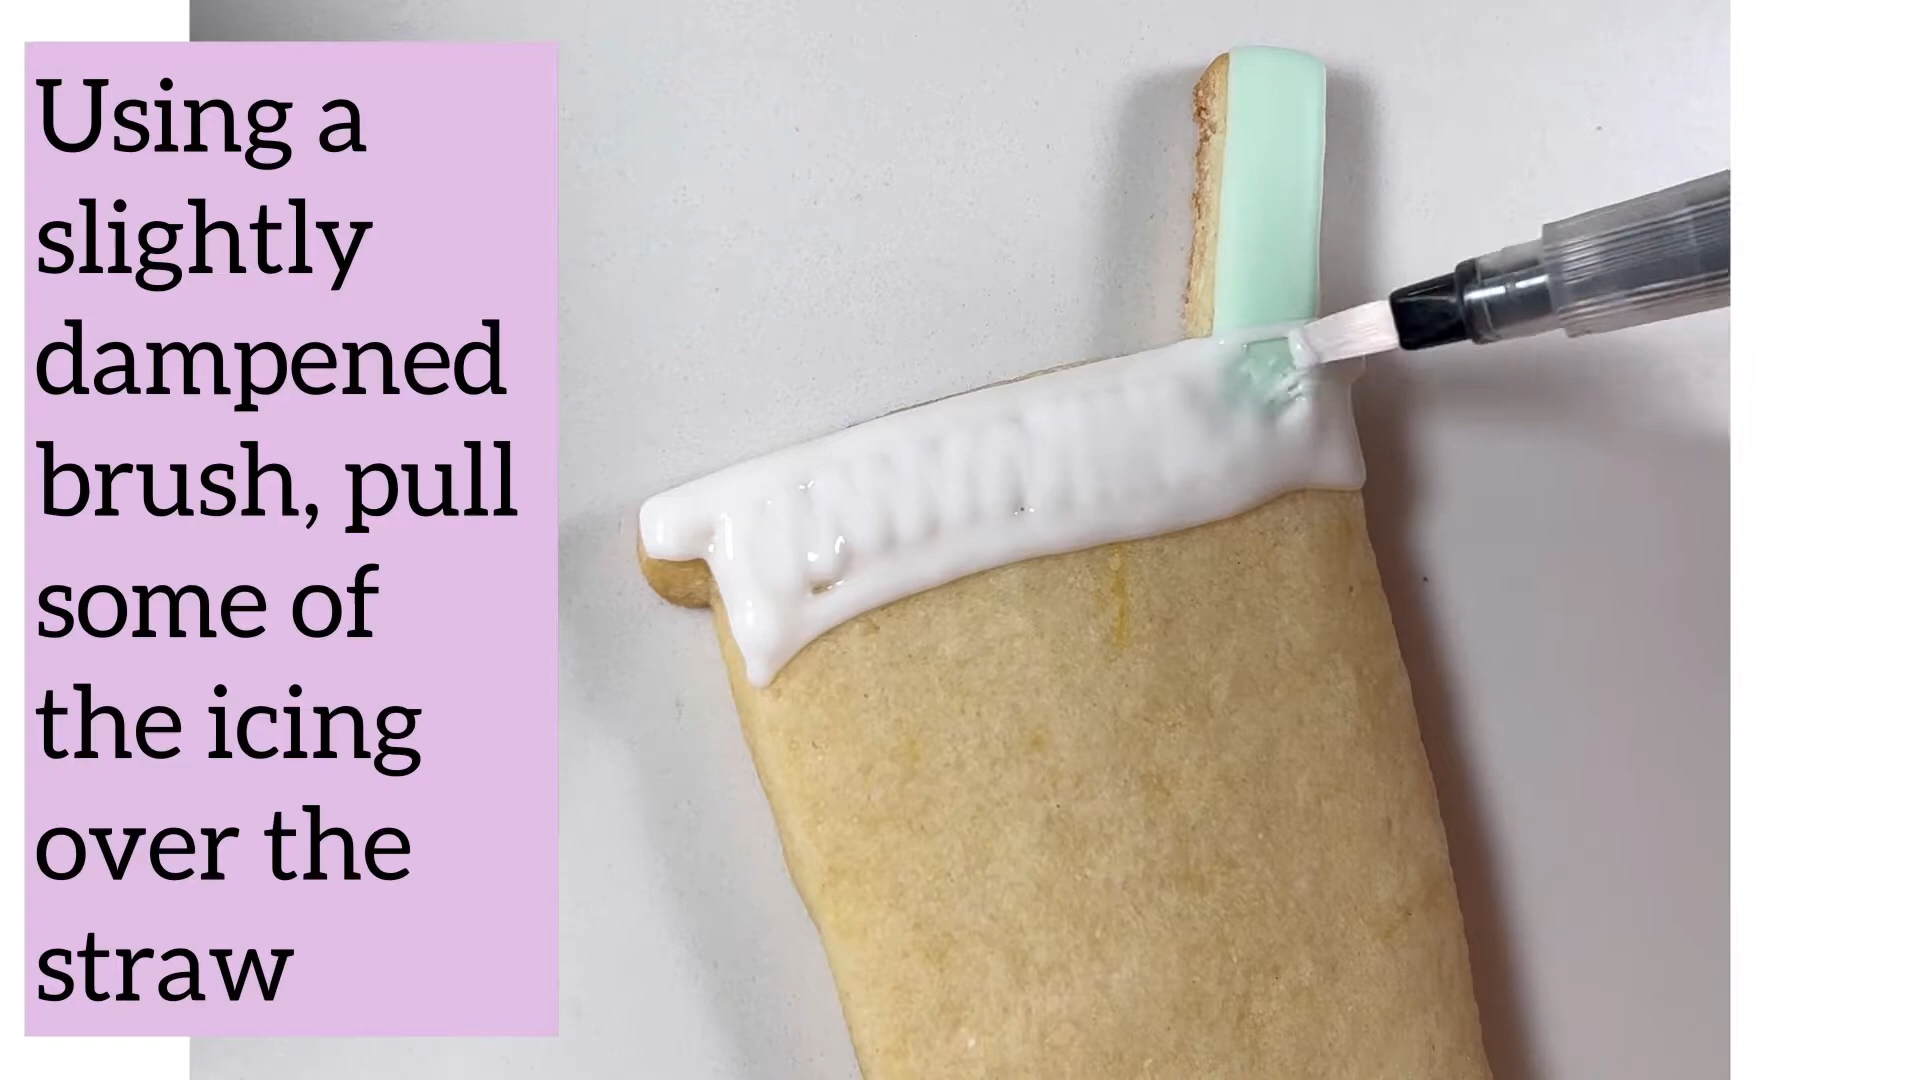 Using a
slightly
dampened
brush, pull
some of
the icing
over the
straw